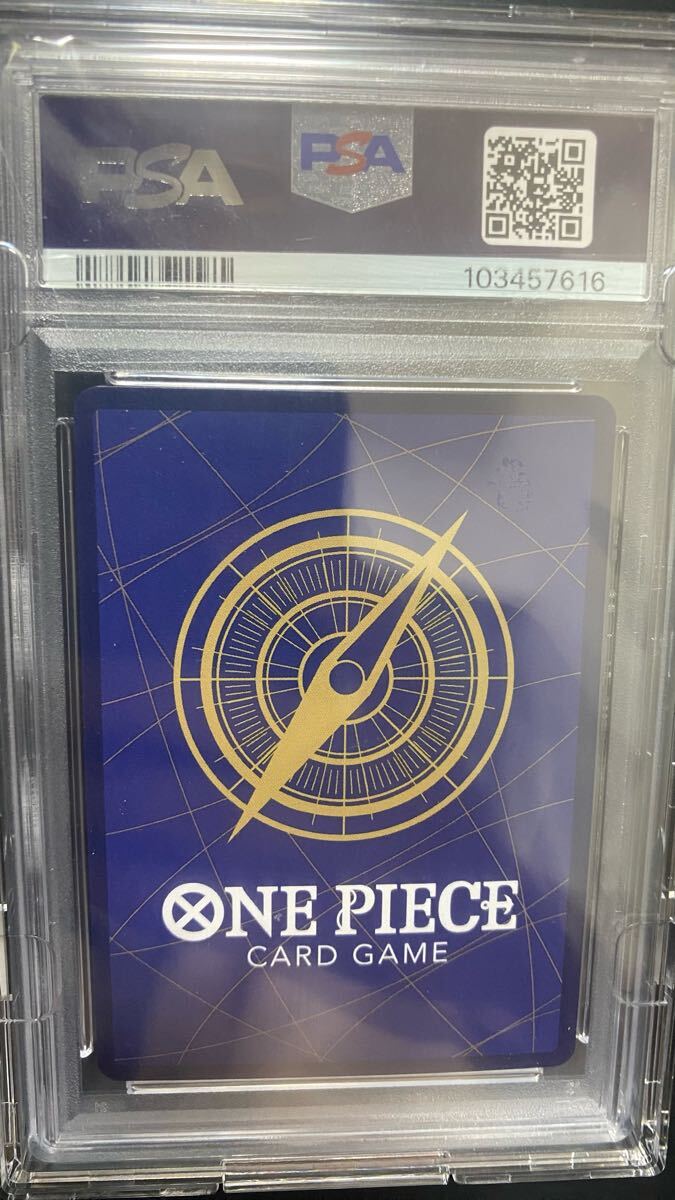 PSA
PSA
103457616
ONE PIECE
CARD GAME